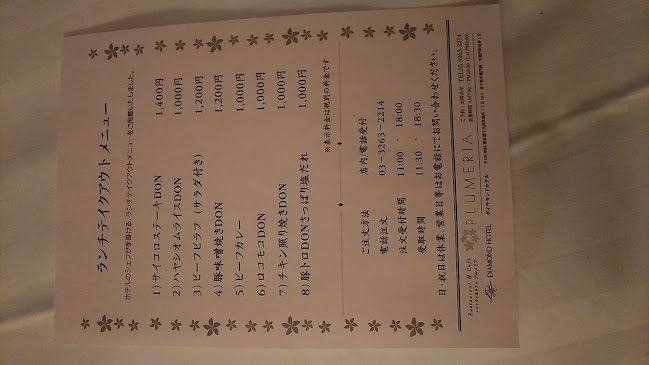 ランチテイクアウトメニュー
ホテルのシェフが手掛ける、ランチテイクアウトメニューをご用意いたしました。
1）サイコロステーキDON 1,400円
2）ハヤシオムライスDON 1,000円
3）ビーフピラフ（サラダ付き） 1,200円
4）豚味噌焼きDON 1,200円
5）ビーフカレー 1,000円
6）ロコモコDON 1,000円
7）チキン照り焼きDON 1,000円
8）豚トロDONさっぱり塩だれ 1,000円
※表示料金は税別の料金です
ご注文方法 店内/電話受付
電話注文 03－3263－2214
注文受付時間 11:00 ～ 18:00
受取時間 11:30 ～ 18:30
日・祝日は休業、営業日等はお電話にてお問い合わせください。
Restaurant & Cafe
PLUMERIA
DIAMOND HOTEL ダイヤモンドホテル